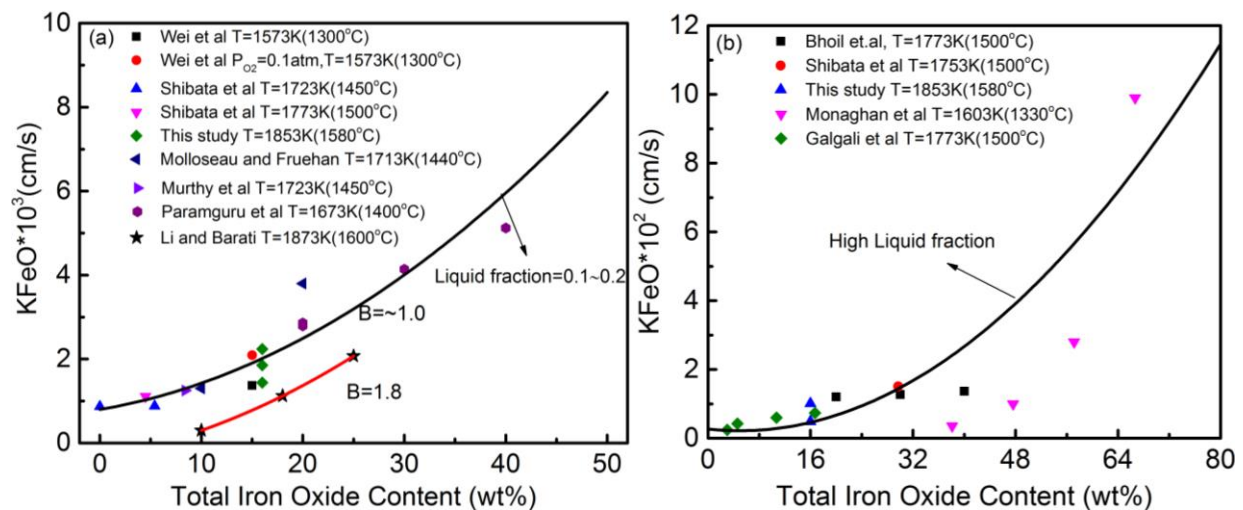 (a)
Wei et al T=1573K(1300°C)
Wei et al P_O2=0.1atm,T=1573K(1300°C)
Shibata et al T=1723K(1450°C)
Shibata et al T=1773K(1500°C)
This study T=1853K(1580°C)
Molloseau and Fruehan T=1713K(1440°C)
Murthy et al T=1723K(1450°C)
Paramguru et al T=1673K(1400°C)
Li and Barati T=1873K(1600°C)
Liquid fraction=0.1~0.2
B=~1.0
B=1.8
KFeO*10³(cm/s)
10
8
6
4
2
0
0 10 20 30 40 50
Total Iron Oxide Content (wt%)
(b)
Bhoil et.al, T=1773K(1500°C)
Shibata et al T=1753K(1500°C)
This study T=1853K(1580°C)
Monaghan et al T=1603K(1330°C)
Galgali et al T=1773K(1500°C)
High Liquid fraction
KFeO*10² (cm/s)
12
10
8
6
4
2
0
0 16 32 48 64 80
Total Iron Oxide Content (wt%)